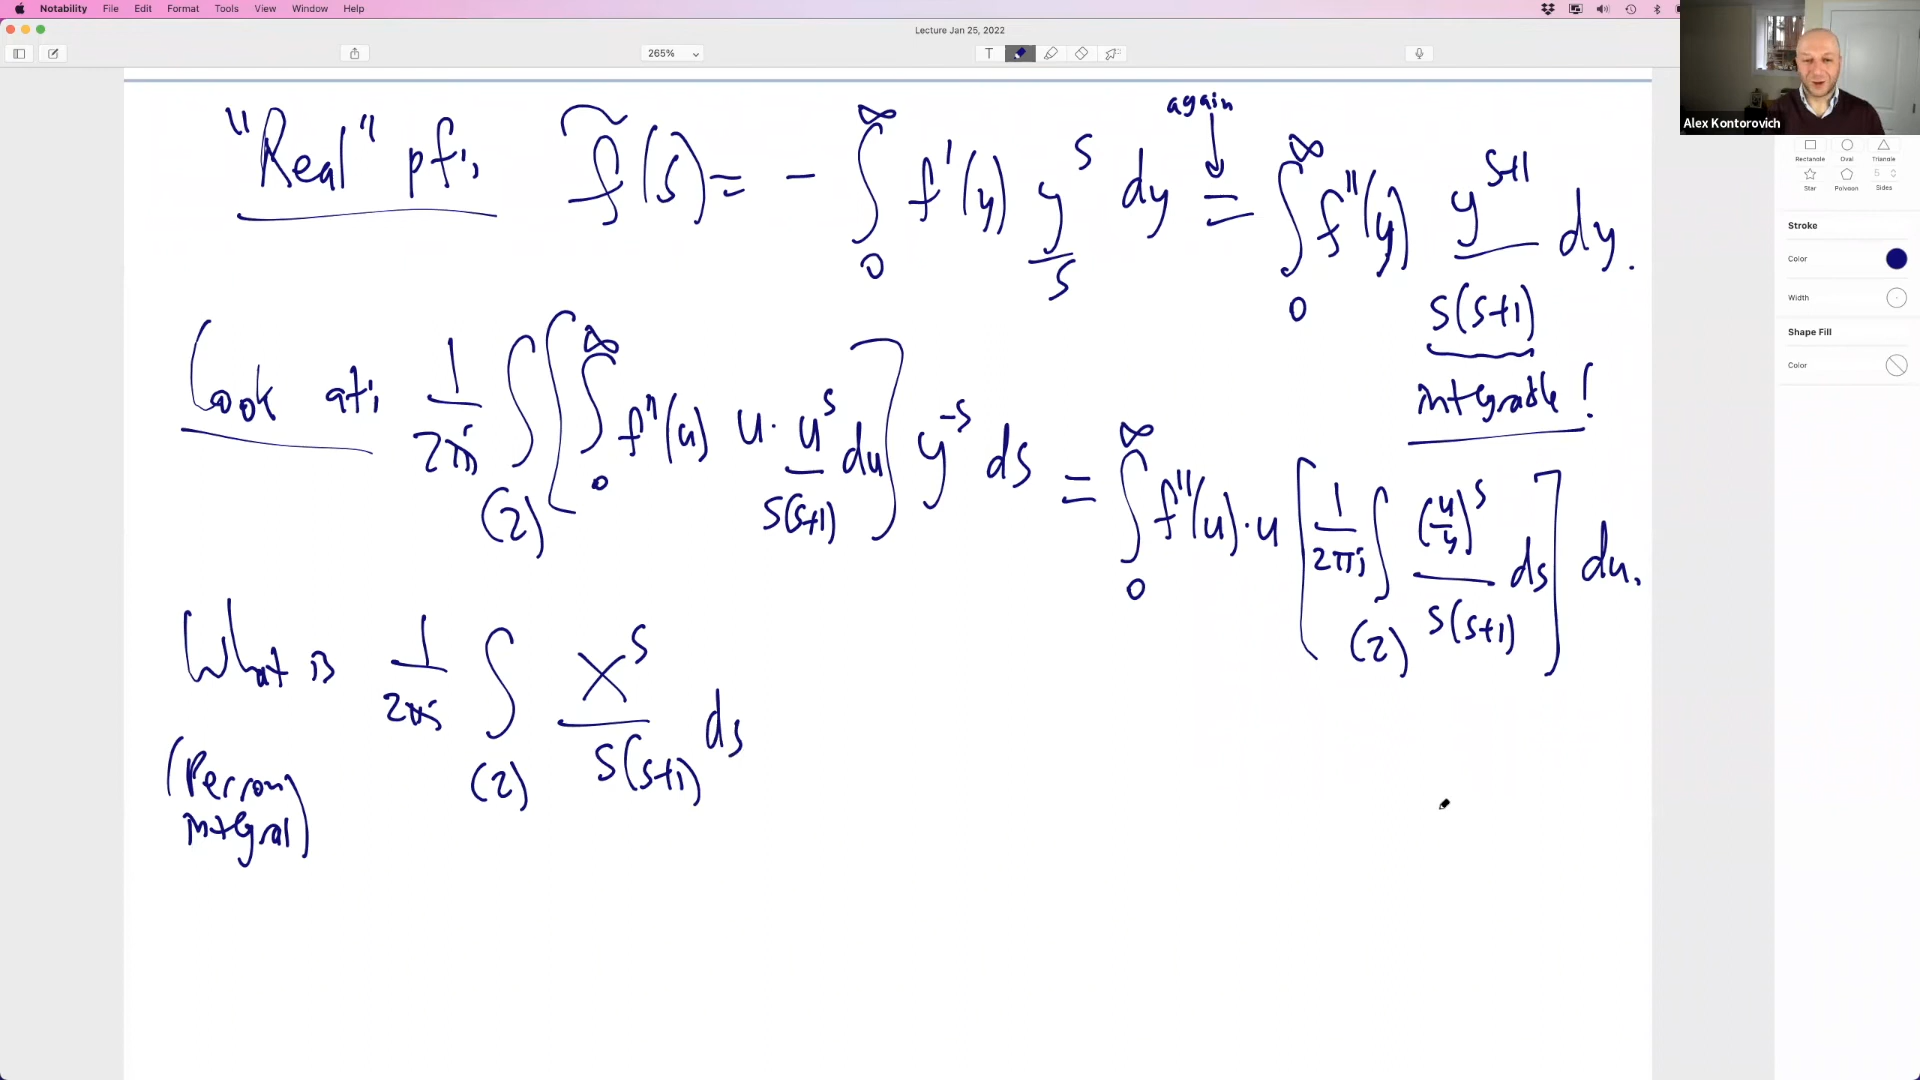 Notability File Edit Format Tools View Window Help
Lecture Jan 25, 2022
265%
T
Alex Kontorovich
Rectangle Oval Triangle
Star Polygon 5 Sides
Stroke
Color
Width
Shape Fill
Color
again
"Real" pf: f̃(s) = - ∫_0^∞ f'(y) y^s/s dy = ∫_0^∞ f''(y) y^{s+1}/s(s+1) dy.
integrable!
Look at: 1/2πi ∫_(2) [∫_0^∞ f''(u) u · u^s/s(s+1) du] y^{-s} ds = ∫_0^∞ f''(u) · u [1/2πi ∫_(2) (u/y)^s/s(s+1) ds] du.
What is 1/2πi ∫_(2) X^s/s(s+1) ds
(Perron
integral)